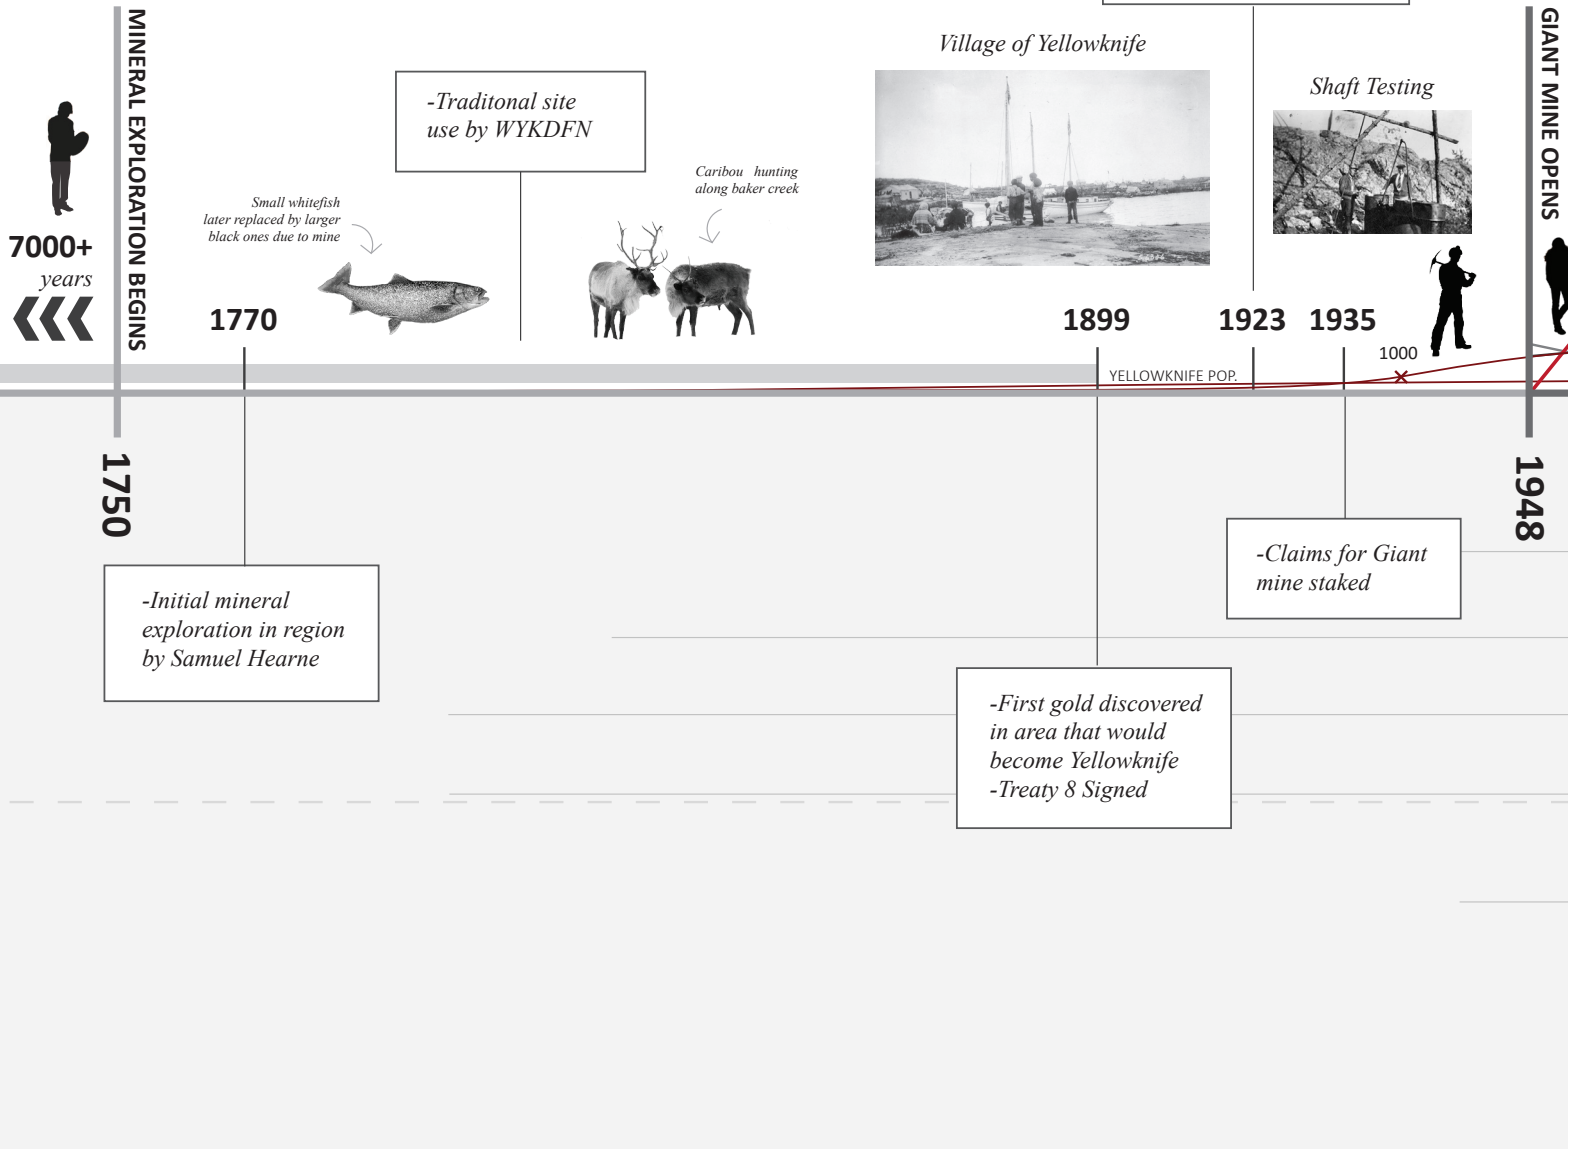 MINERAL EXPLORATION BEGINS
GIANT MINE OPENS
Village of Yellowknife
Shaft Testing
-Traditonal site
use by WYKDFN
Caribou hunting
along baker creek
Small whitefish
later replaced by larger
black ones due to mine
7000+
years
1770
1899
1923
1935
1000
YELLOWKNIFE POP.
1750
1948
-Claims for Giant
mine staked
-Initial mineral
exploration in region
by Samuel Hearne
-First gold discovered
in area that would
become Yellowknife
-Treaty 8 Signed